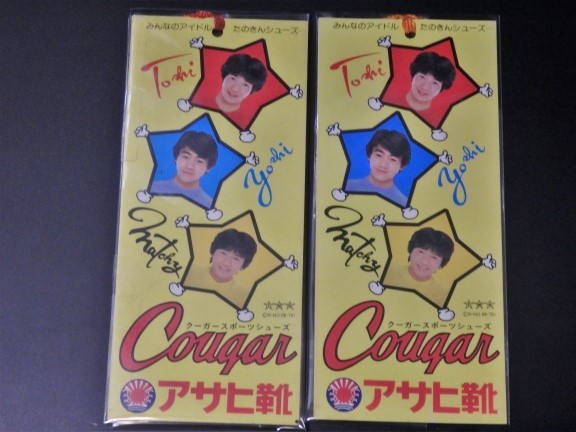 みんなのアイドル たのきんシューズ
Toshi
Yoshi
Matchy
クーガースポーツシューズ
Cougar
アサヒ靴
みんなのアイドル たのきんシューズ
Toshi
Yoshi
Matchy
クーガースポーツシューズ
Cougar
アサヒ靴